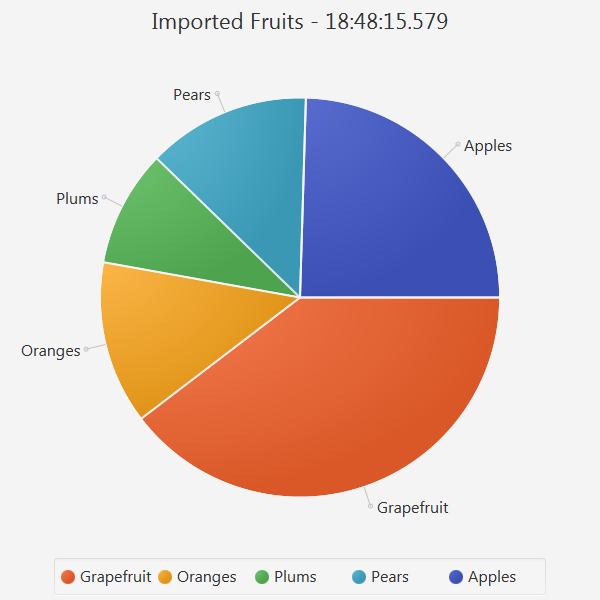 Imported Fruits - 18:48:15.579
Pears
Apples
Plums
Oranges
Grapefruit
Grapefruit Oranges Plums Pears Apples